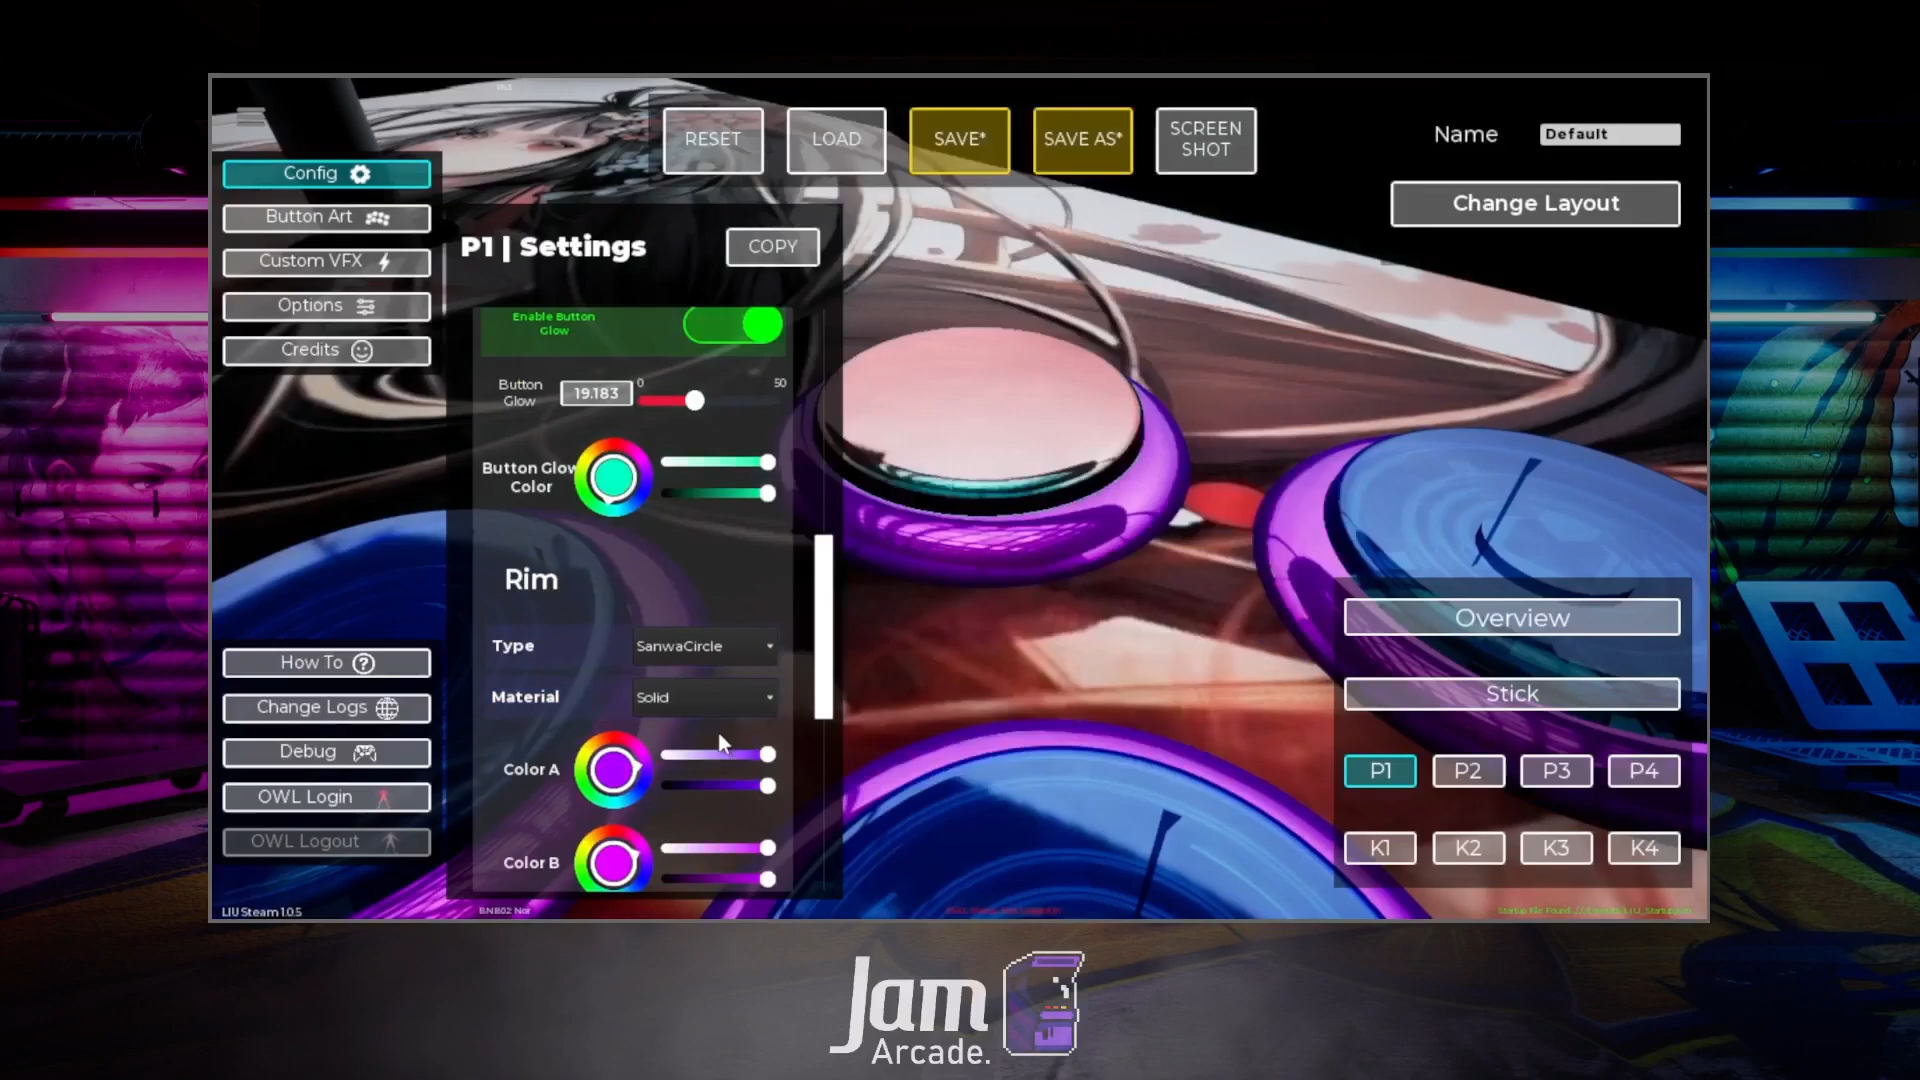 RESET
LOAD
SAVE*
SAVE AS*
SCREEN
SHOT
Name
Default
Change Layout
Config
Button Art
Custom VFX
Options
Credits
P1 | Settings
COPY
Enable Button
Glow
Button
Glow
19.183
0
50
Button Glow
Color
Rim
Type
SanwaCircle
Material
Solid
Color A
Color B
How To
Change Logs
Debug
OWL Login
OWL Logout
Overview
Stick
P1
P2
P3
P4
K1
K2
K3
K4
LIU Steam 1.0.5
Jam
Arcade.